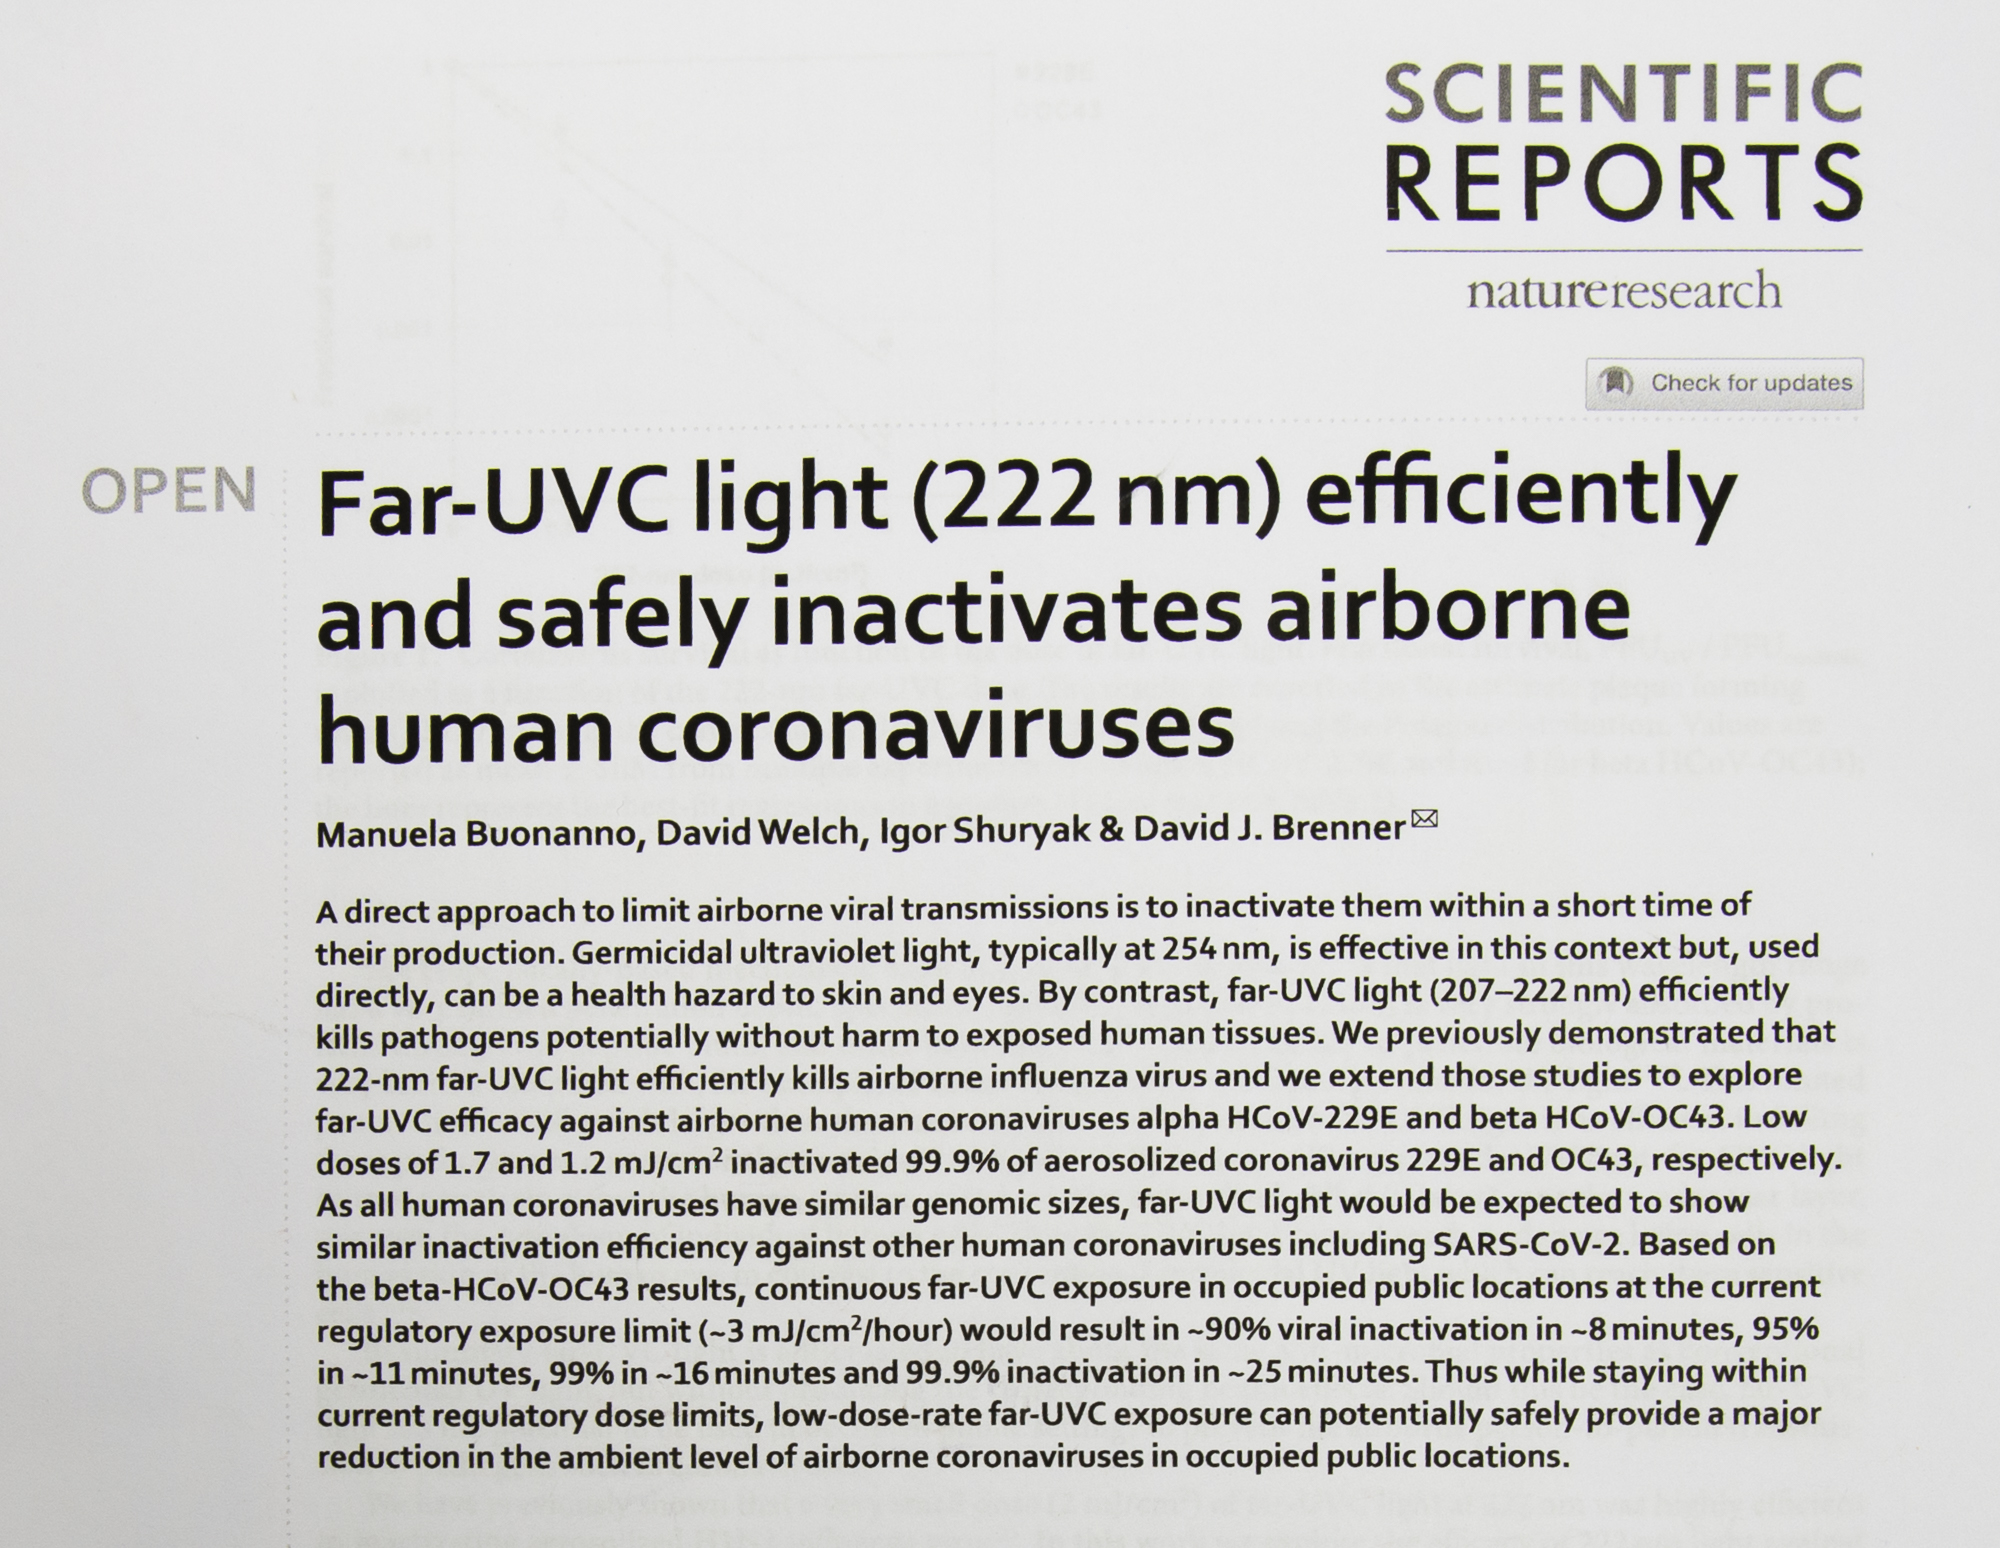 SCIENTIFIC
REPORTS
natureresearch
Check for updates
OPEN
Far-UVC light (222 nm) efficiently
and safely inactivates airborne
human coronaviruses
Manuela Buonanno, David Welch, Igor Shuryak & David J. Brenner
A direct approach to limit airborne viral transmissions is to inactivate them within a short time of
their production. Germicidal ultraviolet light, typically at 254 nm, is effective in this context but, used
directly, can be a health hazard to skin and eyes. By contrast, far-UVC light (207–222 nm) efficiently
kills pathogens potentially without harm to exposed human tissues. We previously demonstrated that
222-nm far-UVC light efficiently kills airborne influenza virus and we extend those studies to explore
far-UVC efficacy against airborne human coronaviruses alpha HCoV-229E and beta HCoV-OC43. Low
doses of 1.7 and 1.2 mJ/cm² inactivated 99.9% of aerosolized coronavirus 229E and OC43, respectively.
As all human coronaviruses have similar genomic sizes, far-UVC light would be expected to show
similar inactivation efficiency against other human coronaviruses including SARS-CoV-2. Based on
the beta-HCoV-OC43 results, continuous far-UVC exposure in occupied public locations at the current
regulatory exposure limit (~3 mJ/cm²/hour) would result in ~90% viral inactivation in ~8 minutes, 95%
in ~11 minutes, 99% in ~16 minutes and 99.9% inactivation in ~25 minutes. Thus while staying within
current regulatory dose limits, low-dose-rate far-UVC exposure can potentially safely provide a major
reduction in the ambient level of airborne coronaviruses in occupied public locations.